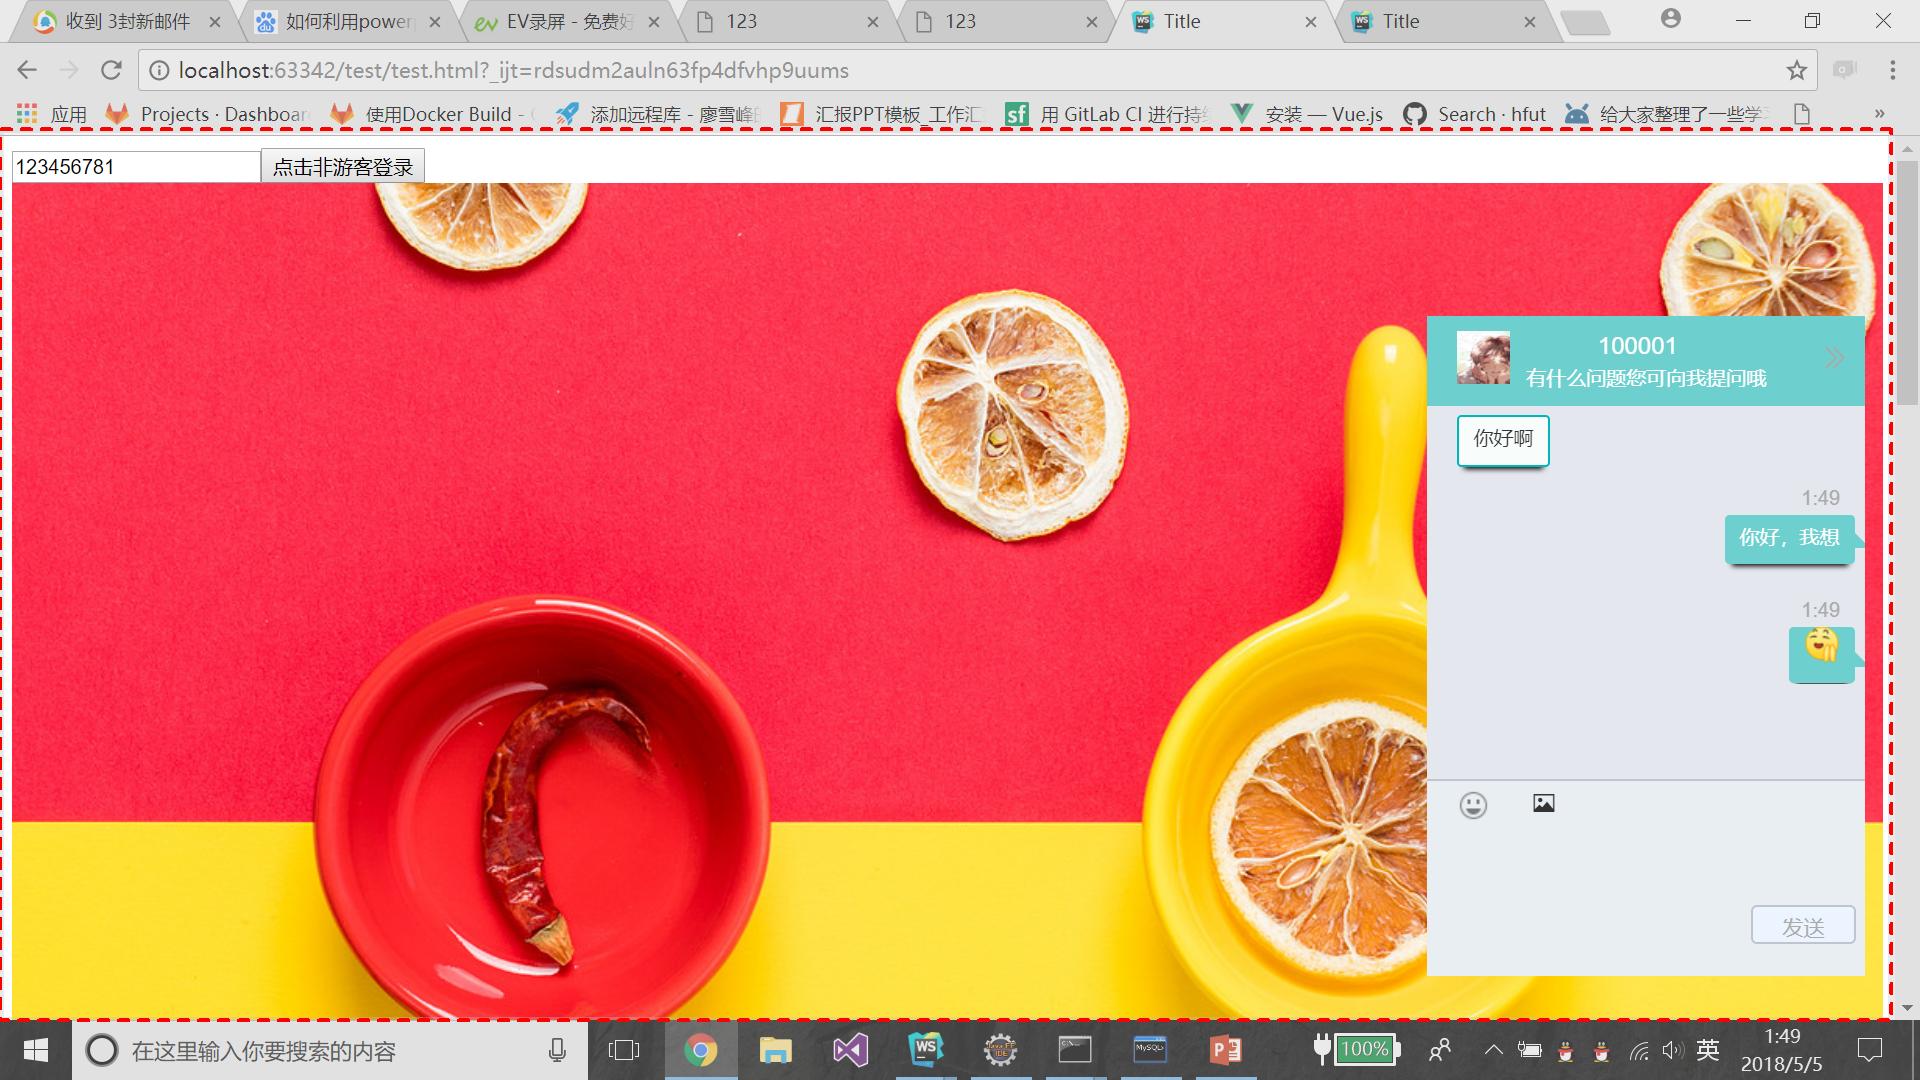 收到 3封新邮件
如何利用power
EV录屏 - 免费好
123
123
Title
Title
localhost:63342/test/test.html?_ijt=rdsudm2auln63fp4dfvhp9uums
应用
Projects · Dashboar
使用Docker Build -
添加远程库 - 廖雪峰
汇报PPT模板_工作汇
用 GitLab CI 进行持续
安装 — Vue.js
Search · hfut
给大家整理了一些学
»
123456781
点击非游客登录
100001
有什么问题您可向我提问哦
你好啊
1:49
你好，我想
1:49
发送
在这里输入你要搜索的内容
WS
MySQL
100%
英
1:49
2018/5/5